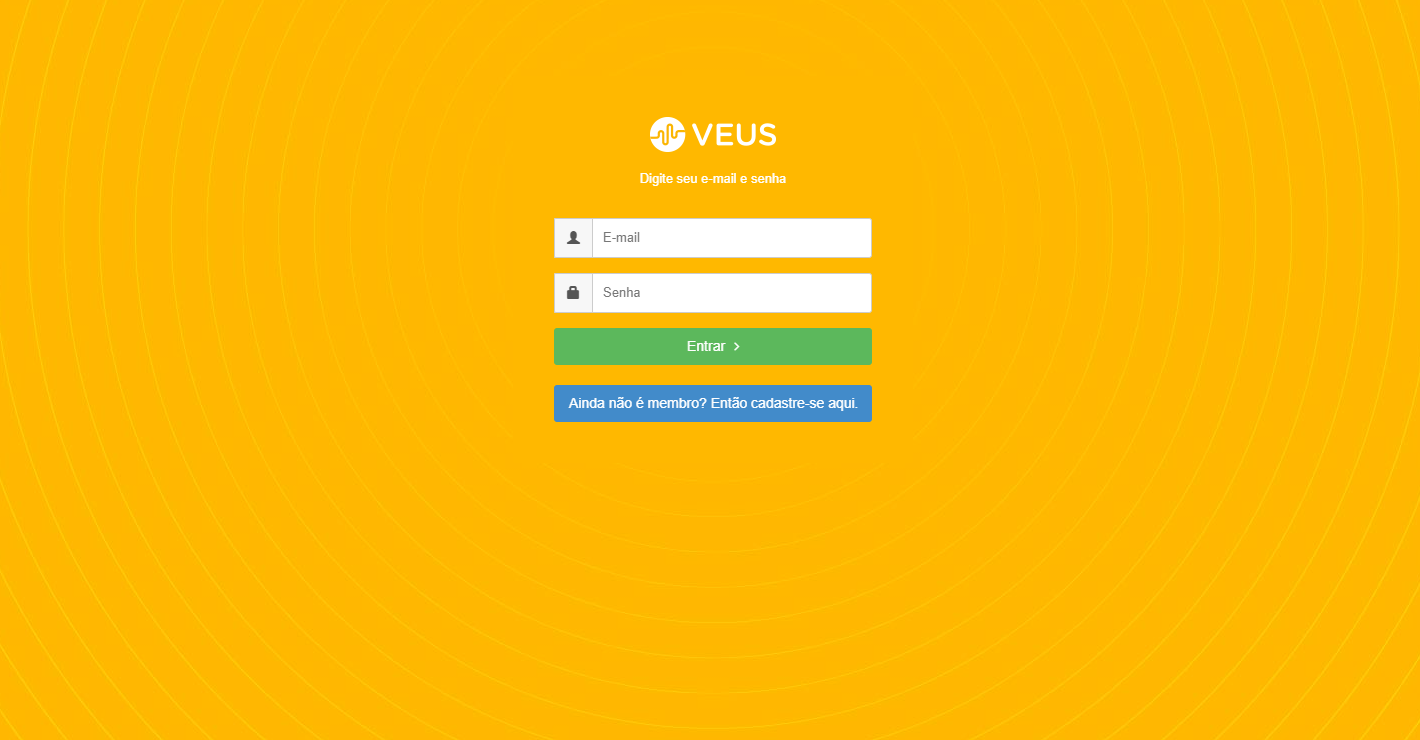 VEUS
Digite seu e-mail e senha
E-mail
Senha
Entrar
Ainda não é membro? Então cadastre-se aqui.